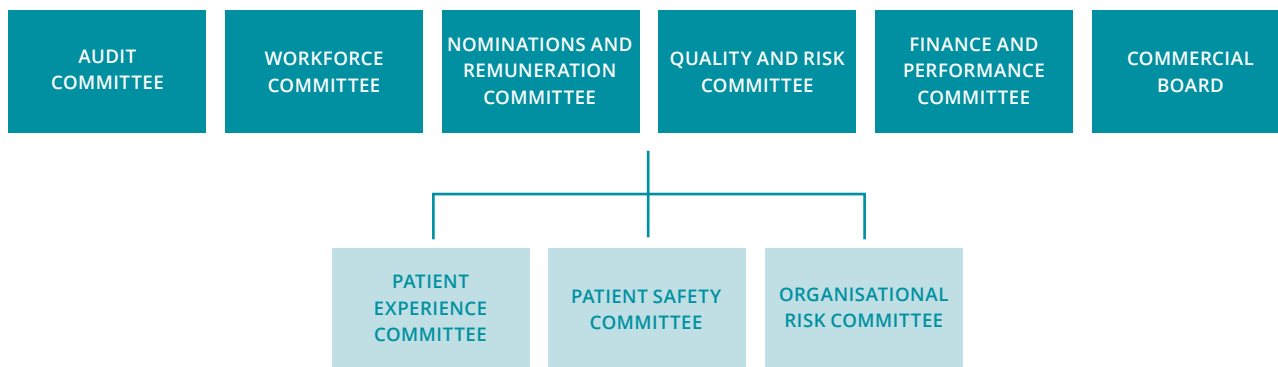 AUDIT
COMMITTEE
WORKFORCE
COMMITTEE
NOMINATIONS AND
REMUNERATION
COMMITTEE
QUALITY AND RISK
COMMITTEE
FINANCE AND
PERFORMANCE
COMMITTEE
COMMERCIAL
BOARD
PATIENT
EXPERIENCE
COMMITTEE
PATIENT SAFETY
COMMITTEE
ORGANISATIONAL
RISK COMMITTEE